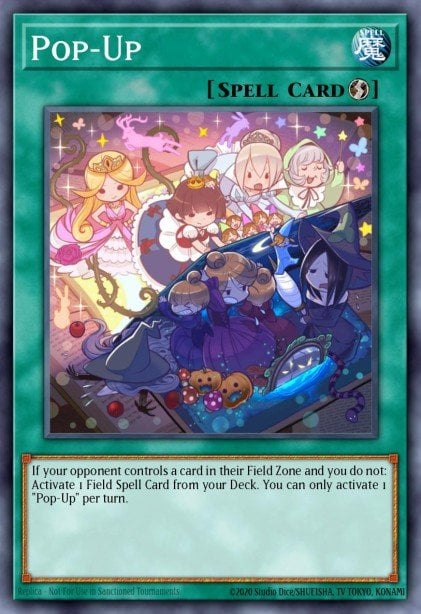 Pop-Up
SPELL
魔
[Spell Card]
If your opponent controls a card in their Field Zone and you do not:
Activate 1 Field Spell Card from your Deck. You can only activate 1
"Pop-Up" per turn.
Replica - Not For Use in Sanctioned Tournaments
©2020 Studio Dice/SHUEISHA, TV TOKYO, KONAMI